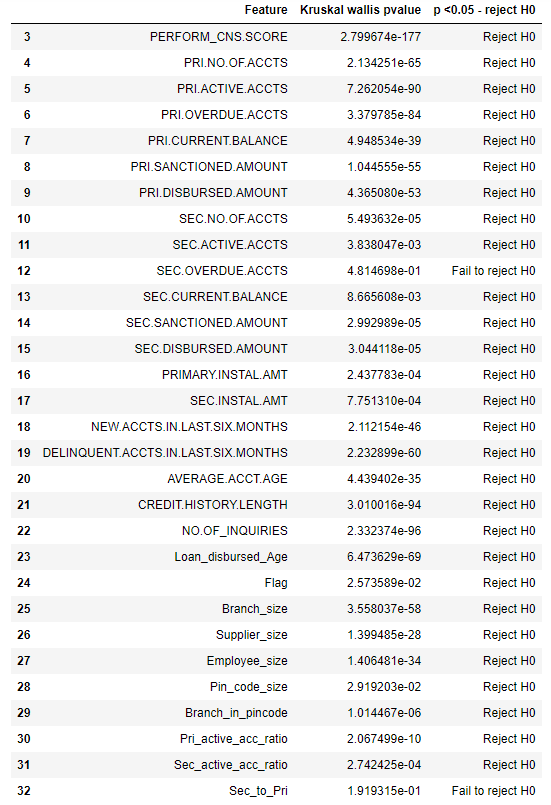 Feature Kruskal wallis pvalue p <0.05 - reject H0
3 PERFORM_CNS.SCORE 2.799674e-177 Reject H0
4 PRI.NO.OF.ACCTS 2.134251e-65 Reject H0
5 PRI.ACTIVE.ACCTS 7.262054e-90 Reject H0
6 PRI.OVERDUE.ACCTS 3.379785e-84 Reject H0
7 PRI.CURRENT.BALANCE 4.948534e-39 Reject H0
8 PRI.SANCTIONED.AMOUNT 1.044555e-55 Reject H0
9 PRI.DISBURSED.AMOUNT 4.365080e-53 Reject H0
10 SEC.NO.OF.ACCTS 5.493632e-05 Reject H0
11 SEC.ACTIVE.ACCTS 3.838047e-03 Reject H0
12 SEC.OVERDUE.ACCTS 4.814698e-01 Fail to reject H0
13 SEC.CURRENT.BALANCE 8.665608e-03 Reject H0
14 SEC.SANCTIONED.AMOUNT 2.992989e-05 Reject H0
15 SEC.DISBURSED.AMOUNT 3.044118e-05 Reject H0
16 PRIMARY.INSTAL.AMT 2.437783e-04 Reject H0
17 SEC.INSTAL.AMT 7.751310e-04 Reject H0
18 NEW.ACCTS.IN.LAST.SIX.MONTHS 2.112154e-46 Reject H0
19 DELINQUENT.ACCTS.IN.LAST.SIX.MONTHS 2.232899e-60 Reject H0
20 AVERAGE.ACCT.AGE 4.439402e-35 Reject H0
21 CREDIT.HISTORY.LENGTH 3.010016e-94 Reject H0
22 NO.OF_INQUIRIES 2.332374e-96 Reject H0
23 Loan_disbursed_Age 6.473629e-69 Reject H0
24 Flag 2.573589e-02 Reject H0
25 Branch_size 3.558037e-58 Reject H0
26 Supplier_size 1.399485e-28 Reject H0
27 Employee_size 1.406481e-34 Reject H0
28 Pin_code_size 2.919203e-02 Reject H0
29 Branch_in_pincode 1.014467e-06 Reject H0
30 Pri_active_acc_ratio 2.067499e-10 Reject H0
31 Sec_active_acc_ratio 2.742425e-04 Reject H0
32 Sec_to_Pri 1.919315e-01 Fail to reject H0